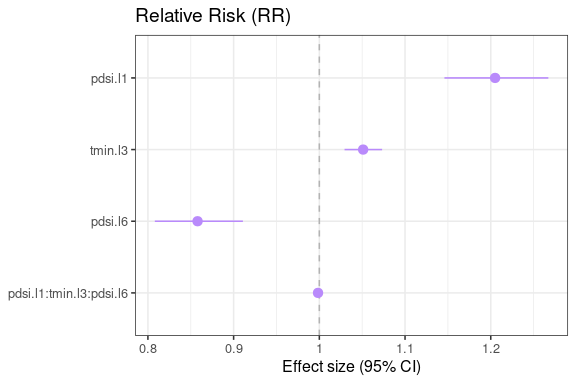 Relative Risk (RR)
pdsi.l1
tmin.l3
pdsi.l6
pdsi.l1:tmin.l3:pdsi.l6
0.8 0.9 1 1.1 1.2
Effect size (95% CI)